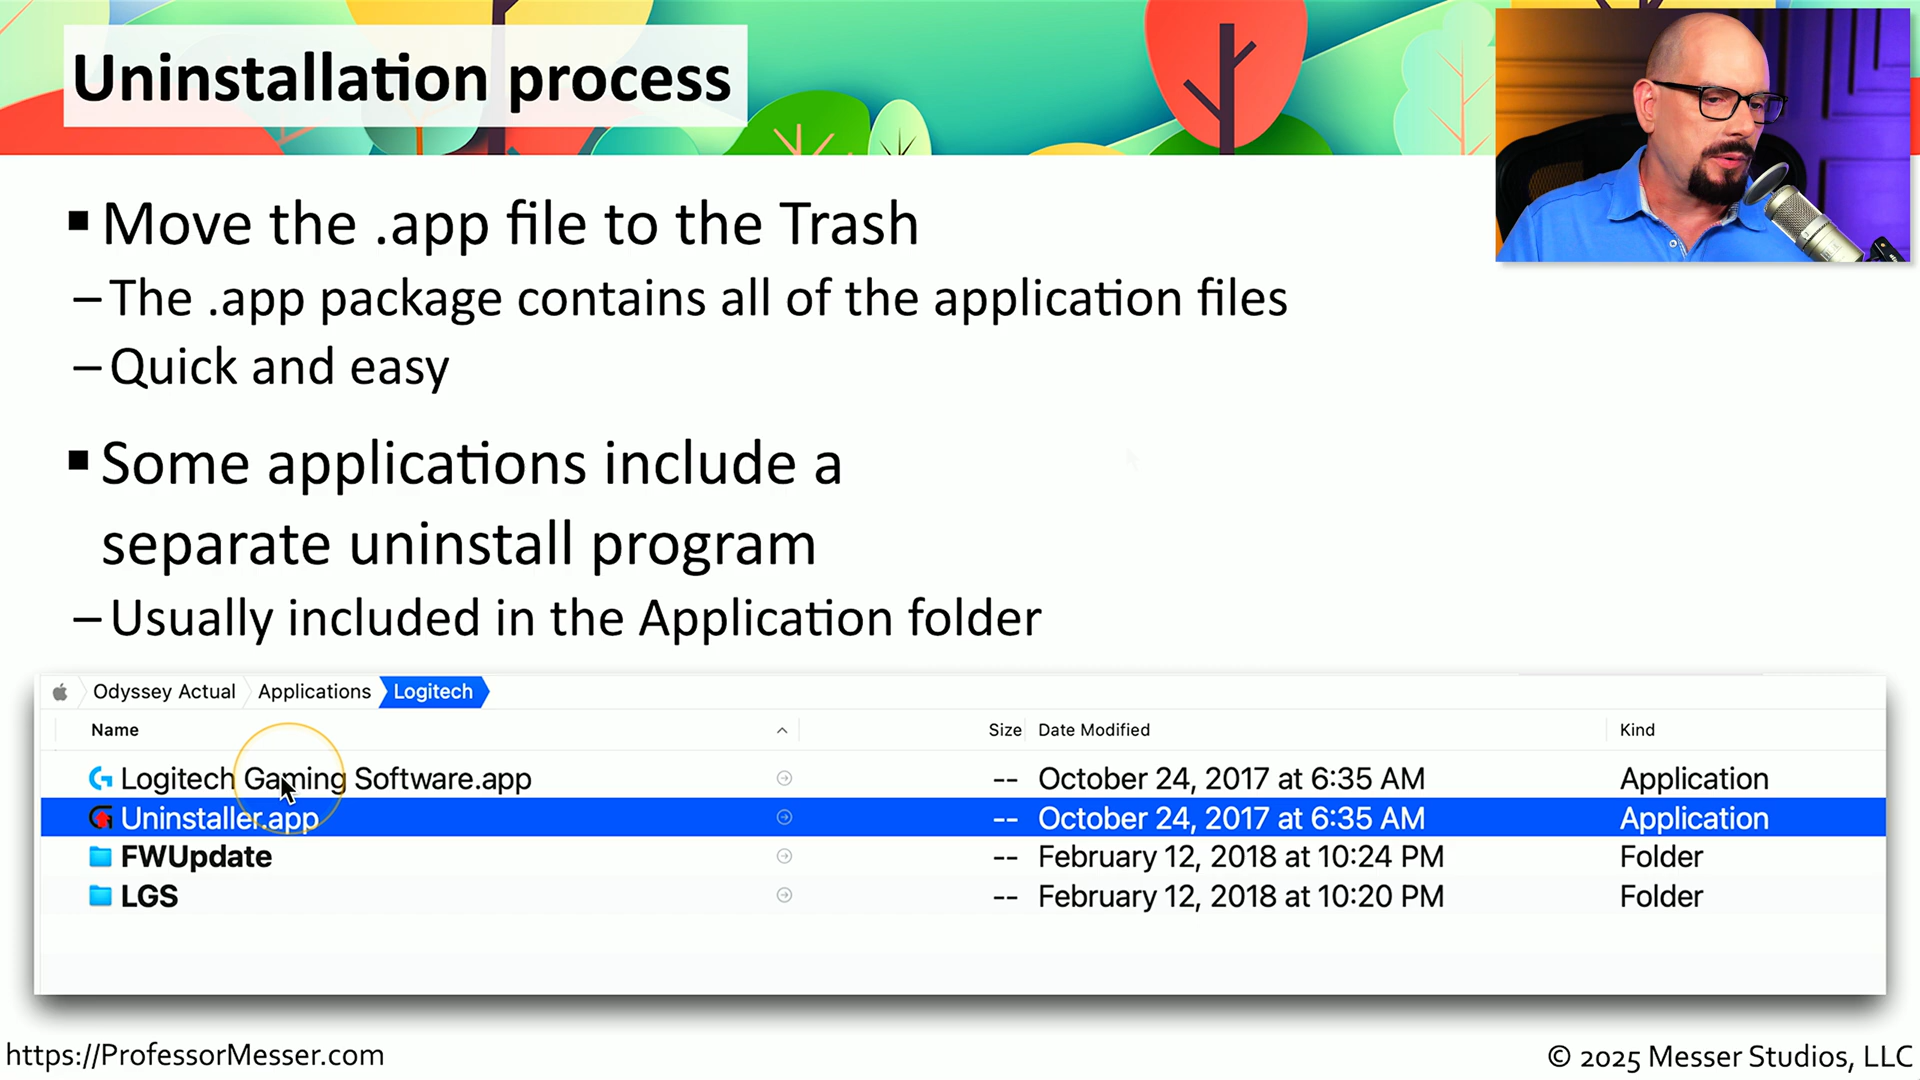 Uninstallation process
▪ Move the .app file to the Trash
– The .app package contains all of the application files
– Quick and easy
▪ Some applications include a
separate uninstall program
– Usually included in the Application folder
Odyssey Actual Applications Logitech
Name Size Date Modified Kind
Logitech Gaming Software.app -- October 24, 2017 at 6:35 AM Application
Uninstaller.app -- October 24, 2017 at 6:35 AM Application
FWUpdate -- February 12, 2018 at 10:24 PM Folder
LGS -- February 12, 2018 at 10:20 PM Folder
https://ProfessorMesser.com © 2025 Messer Studios, LLC